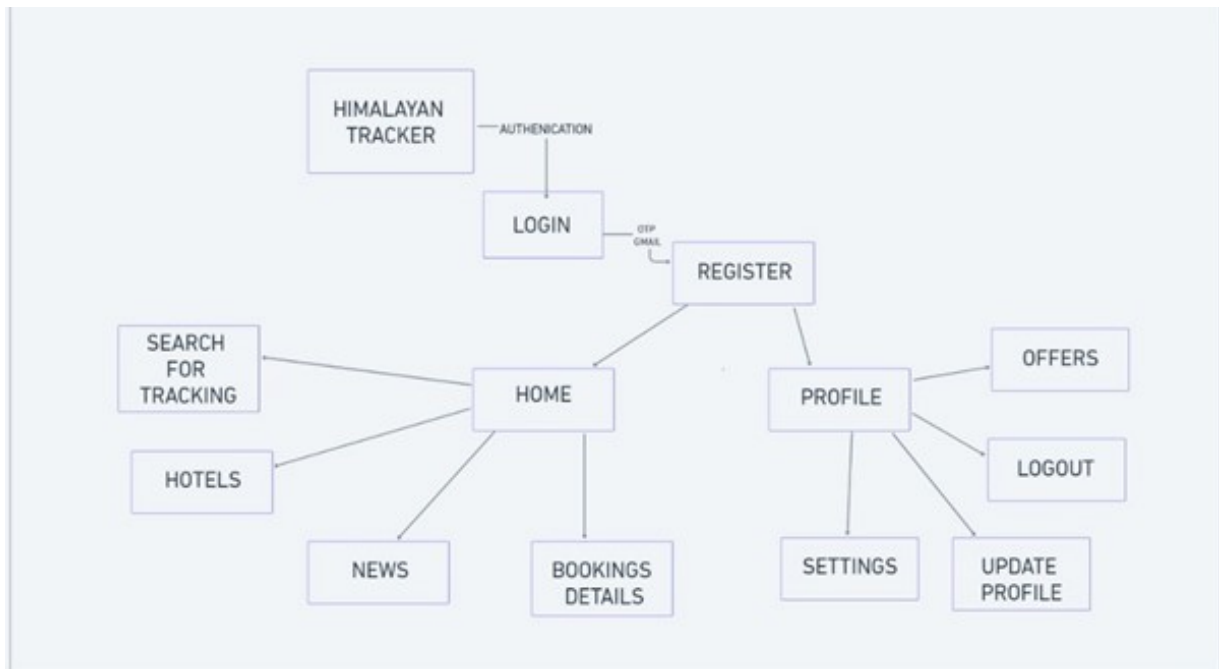 HIMALAYAN
TRACKER
AUTHENICATION
LOGIN
OTP
GMAIL
REGISTER
SEARCH
FOR
TRACKING
HOME
PROFILE
OFFERS
HOTELS
LOGOUT
NEWS
BOOKINGS
DETAILS
SETTINGS
UPDATE
PROFILE